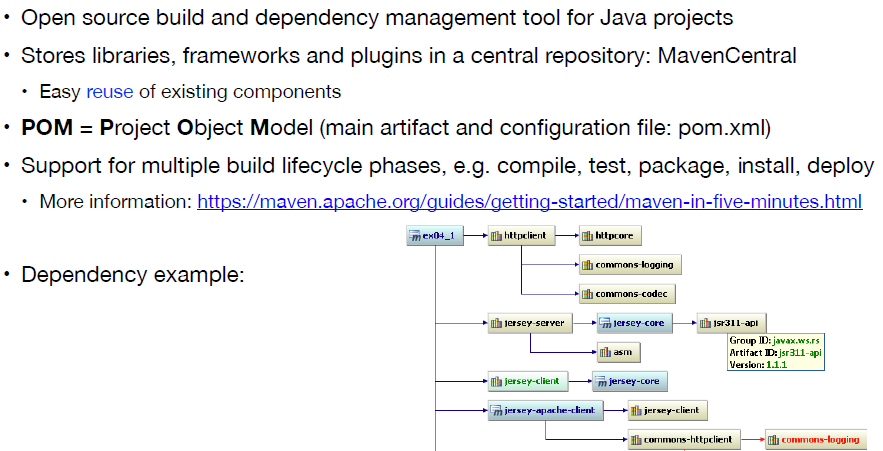 • Open source build and dependency management tool for Java projects
• Stores libraries, frameworks and plugins in a central repository: MavenCentral
• Easy reuse of existing components
• POM = Project Object Model (main artifact and configuration file: pom.xml)
• Support for multiple build lifecycle phases, e.g. compile, test, package, install, deploy
• More information: https://maven.apache.org/guides/getting-started/maven-in-five-minutes.html
• Dependency example:
ex04_1 httpclient httpcore
commons-logging
commons-codec
jersey-server jersey-core jsr311-api
Group ID: javax.ws.rs
Artifact ID: jsr311-api
Version: 1.1.1
asm
jersey-client jersey-core
jersey-apache-client jersey-client
commons-httpclient commons-logging